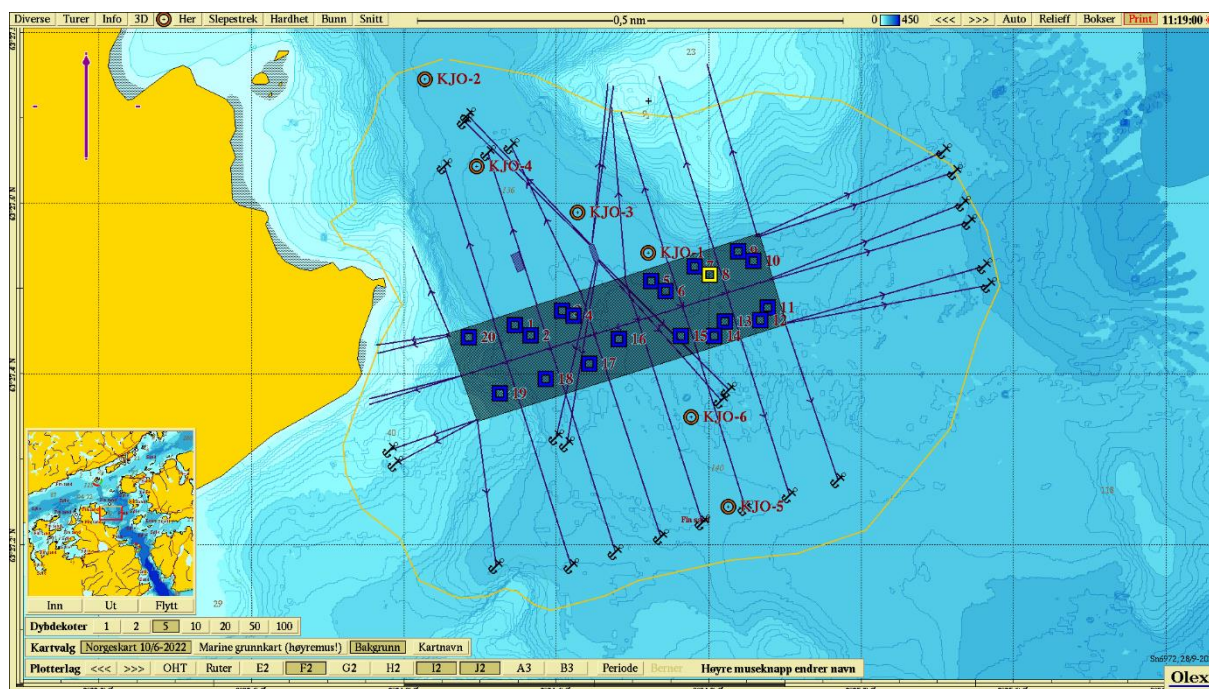 Diverse Turer Info 3D Her Slepestrek Hardhet Bunn Snitt 0,5 nm 0 450 <<< >>> Auto Relieff Bokser Print 11:19:00
23
KJO-2
KJO-4
136
KJO-3
KJO-1
9
10
7
8
5
6
11
12
13
14
15
16
4
1
2
20
17
18
19
KJO-6
40
140
KJO-5
118
29
Inn Ut Flytt
Dybdekoter 1 2 5 10 20 50 100
Kartvalg Norgeskart 10/6-2022 Marine grunnkart (høyremus!) Bakgrunn Kartnavn
Plotterlag <<< >>> OHT Ruter E2 F2 G2 H2 I2 J2 A3 B3 Periode Berner Høyre museknapp endrer navn
Olex